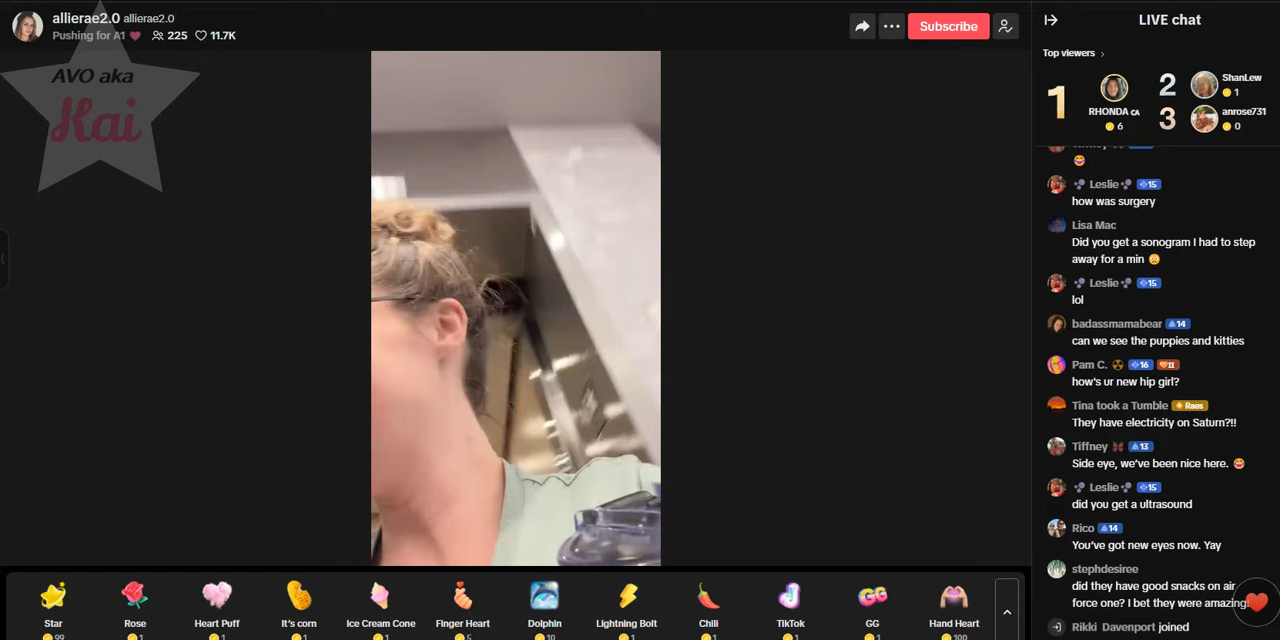 allierae2.0 allierae2.0
Pushing for A1 225 11.7K
Subscribe
AVO aka
Kai
LIVE chat
Top viewers
1
RHONDA CA
6
2
ShanLew
1
3
anrose731
0
Leslie 15
how was surgery
Lisa Mac
Did you get a sonogram I had to step
away for a min
Leslie 15
lol
badassmamabear 14
can we see the puppies and kitties
Pam C. 16 II
how's ur new hip girl?
Tina took a Tumble Raes
They have electricity on Saturn?!!
Tiffney 13
Side eye, we've been nice here.
Leslie 15
did you get a ultrasound
Rico 14
You've got new eyes now. Yay
stephdesiree
did they have good snacks on air
force one? I bet they were amazing
Rikki Davenport joined
Star Rose Heart Puff It's corn Ice Cream Cone Finger Heart Dolphin Lightning Bolt Chili TikTok GG Hand Heart
99 1 1 1 1 5 10 1 1 1 1 100